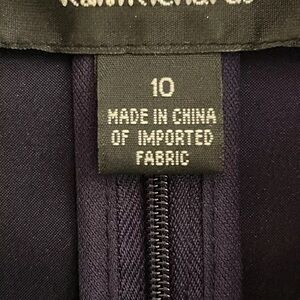 10
MADE IN CHINA
OF IMPORTED
FABRIC